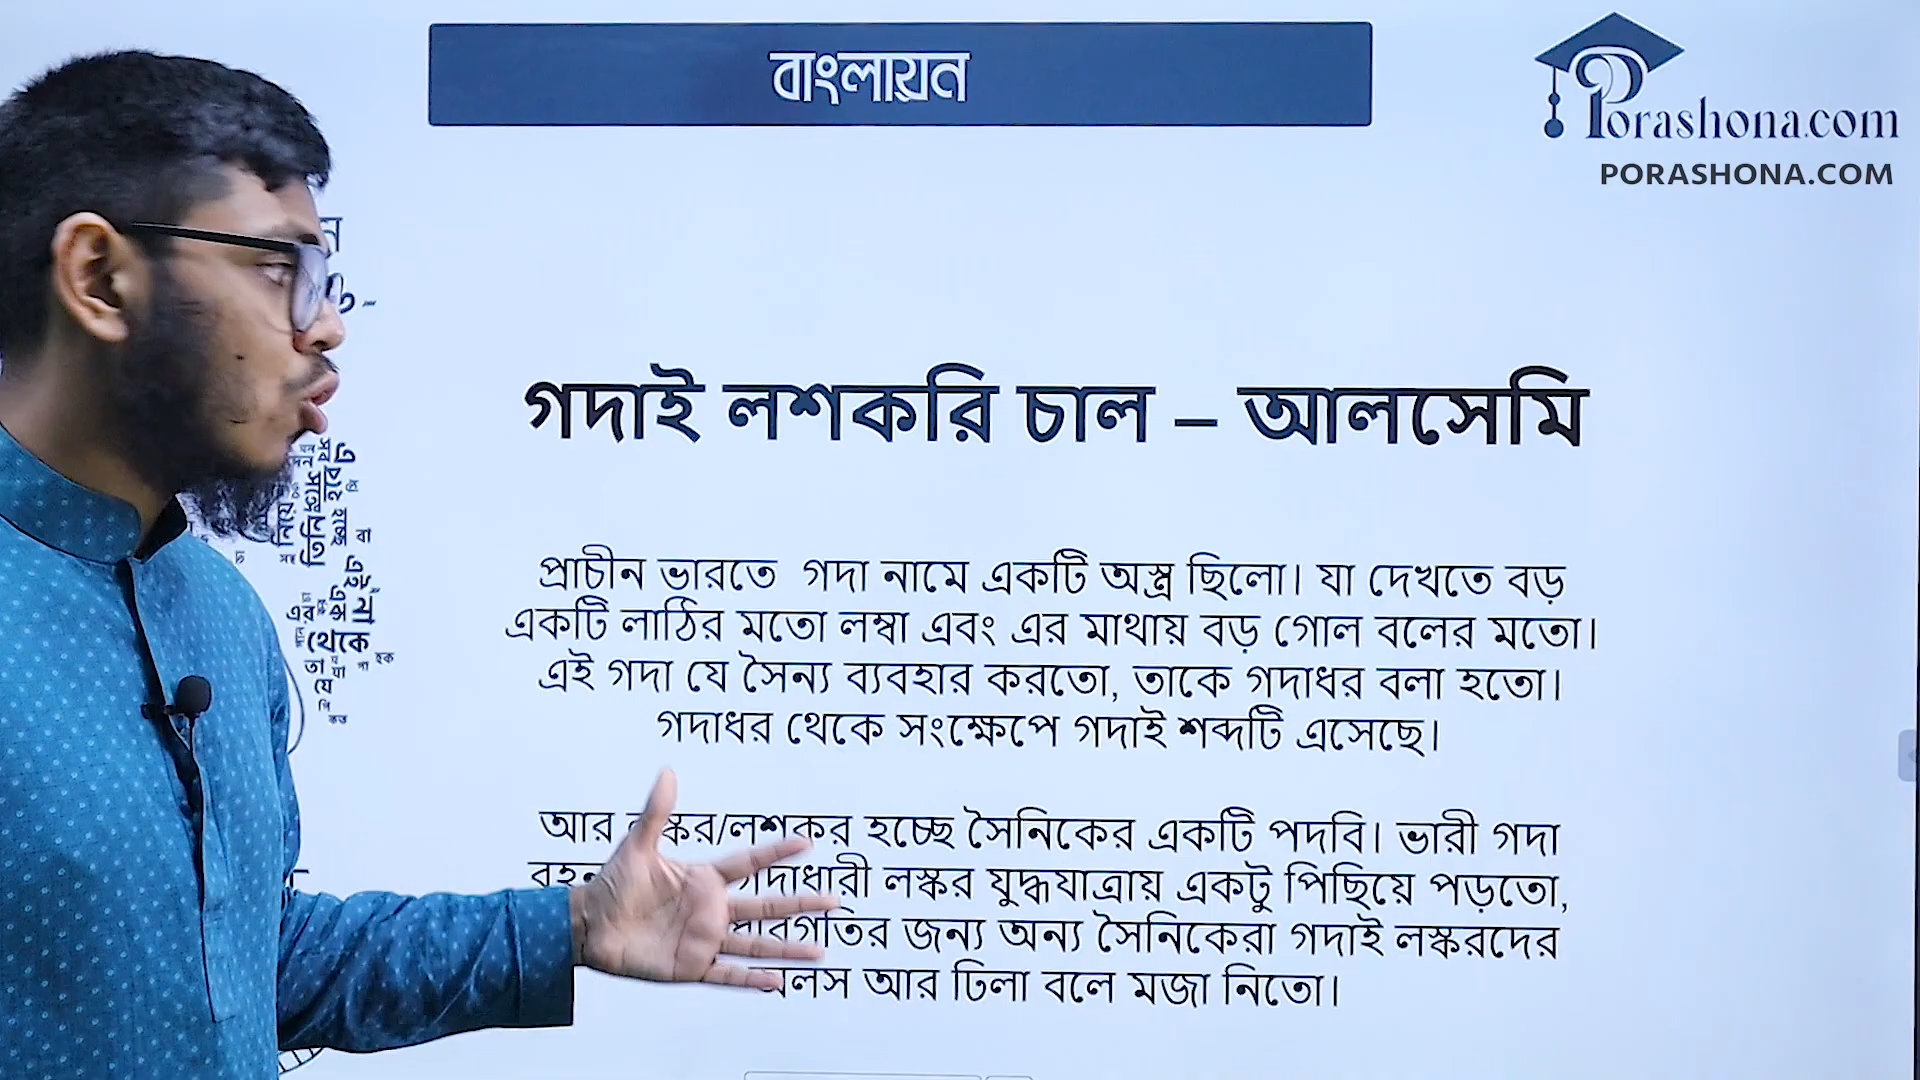 বাংলায়ন
Porashona.com
PORASHONA.COM
গদাই লশকরি চাল – আলসেমি
প্রাচীন ভারতে গদা নামে একটি অস্ত্র ছিলো। যা দেখতে বড়
একটি লাঠির মতো লম্বা এবং এর মাথায় বড় গোল বলের মতো।
এই গদা যে সৈন্য ব্যবহার করতো, তাকে গদাধর বলা হতো।
গদাধর থেকে সংক্ষেপে গদাই শব্দটি এসেছে।
আর লস্কর/লশকর হচ্ছে সৈনিকের একটি পদবি। ভারী গদা
গদাধারী লস্কর যুদ্ধযাত্রায় একটু পিছিয়ে পড়তো,
জন্য অন্য সৈনিকেরা গদাই লস্করদের
অলস আর ঢিলা বলে মজা নিতো।
থেকে